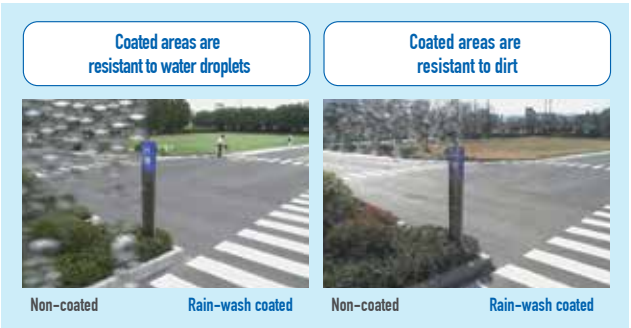 Coated areas are
resistant to water droplets
Coated areas are
resistant to dirt
Non-coated
Rain-wash coated
Non-coated
Rain-wash coated